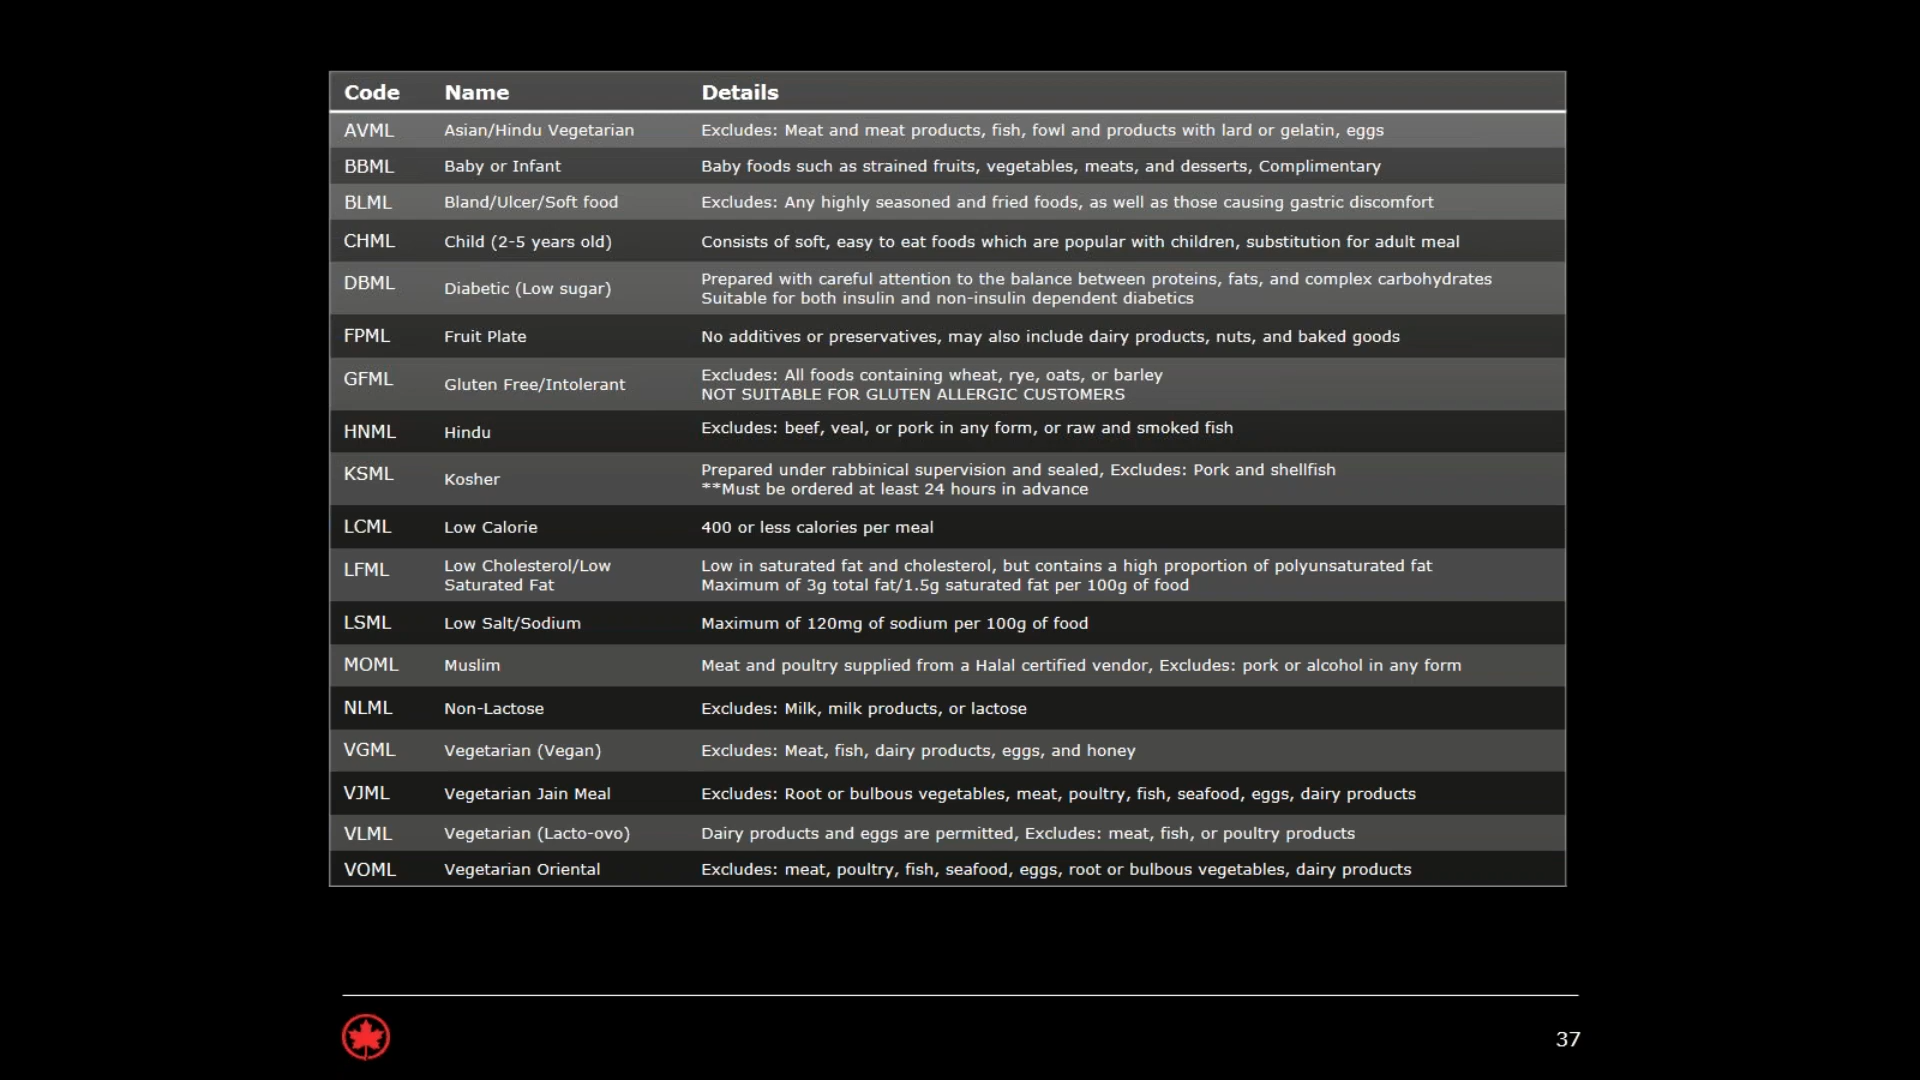 Code Name Details
AVML Asian/Hindu Vegetarian Excludes: Meat and meat products, fish, fowl and products with lard or gelatin, eggs
BBML Baby or Infant Baby foods such as strained fruits, vegetables, meats, and desserts, Complimentary
BLML Bland/Ulcer/Soft food Excludes: Any highly seasoned and fried foods, as well as those causing gastric discomfort
CHML Child (2-5 years old) Consists of soft, easy to eat foods which are popular with children, substitution for adult meal
DBML Diabetic (Low sugar) Prepared with careful attention to the balance between proteins, fats, and complex carbohydrates
Suitable for both insulin and non-insulin dependent diabetics
FPML Fruit Plate No additives or preservatives, may also include dairy products, nuts, and baked goods
GFML Gluten Free/Intolerant Excludes: All foods containing wheat, rye, oats, or barley
NOT SUITABLE FOR GLUTEN ALLERGIC CUSTOMERS
HNML Hindu Excludes: beef, veal, or pork in any form, or raw and smoked fish
KSML Kosher Prepared under rabbinical supervision and sealed, Excludes: Pork and shellfish
**Must be ordered at least 24 hours in advance
LCML Low Calorie 400 or less calories per meal
LFML Low Cholesterol/Low Low in saturated fat and cholesterol, but contains a high proportion of polyunsaturated fat
Saturated Fat Maximum of 3g total fat/1.5g saturated fat per 100g of food
LSML Low Salt/Sodium Maximum of 120mg of sodium per 100g of food
MOML Muslim Meat and poultry supplied from a Halal certified vendor, Excludes: pork or alcohol in any form
NLML Non-Lactose Excludes: Milk, milk products, or lactose
VGML Vegetarian (Vegan) Excludes: Meat, fish, dairy products, eggs, and honey
VJML Vegetarian Jain Meal Excludes: Root or bulbous vegetables, meat, poultry, fish, seafood, eggs, dairy products
VLML Vegetarian (Lacto-ovo) Dairy products and eggs are permitted, Excludes: meat, fish, or poultry products
VOML Vegetarian Oriental Excludes: meat, poultry, fish, seafood, eggs, root or bulbous vegetables, dairy products
37